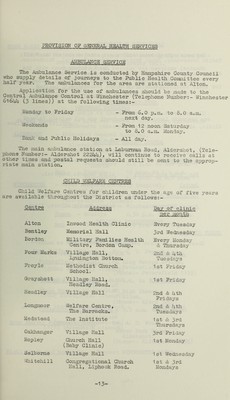 PROVISION OF GENERAL HEALTH SERVICES
AMBULANCE SERVICE
The Ambulance Service is conducted by Hampshire County Council
who supply details of journeys to the Public Health Committee every
half year. The ambulances for the area are stationed at Alton.
Application for the use of ambulances should be made to the
Central Ambulance Control at Winchester (Telephone Number:- Winchester
(3 lines)) at the following times:-
Monday to Friday - From 6.0 p.m. to 8.0 a.m.
next day.
Weekends - From 12 noon Saturday
to 8.0 a.m. Monday.
Bank and Public Holidays - All day.
The main ambulance station at Laburnum Road, Aldershot, (Tele-
phone Number:- Aldershot), will continue to receive calls at
other times and postal requests should still be sent to the appro-
priate main station.
CHILD WELFARE CENTRES
Child Welfare Centres for children under the age of five years
are available throughout the District as follows:-
Centre Address Day of clinic
per month
Alton Inwood Health Clinic Every Tuesday
Bentley Memorial Hall 3rd Wednesday
Bordon Military Families Health Every Monday
Centre, Bordon Camp. & Thursday
Four Marks Village Hall, 2nd & 4th
Lymington Bottom. Tuesdays
Froyle Methodist Church 1st Friday
School.
Grayshott Village Hall, 1st Friday
Headley Road.
Headley Village Hall 2nd & 4th
Fridays
Longmoor Welfare Centre, 2nd & 4th
The Barracks. Tuesdays
Medstead The Institute 1st & 3rd
Thursdays
Oakhanger Village Hall 3rd Friday
Ropley Church Hall 1st Monday
(Baby Clinic)
Selborne Village Hall 1st Wednesday
Whitehill Congregational Church 1st & 3rd
Hall, Liphook Road. Mondays
-13-